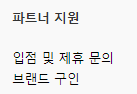 파트너 지원
입점 및 제휴 문의
브랜드 구인